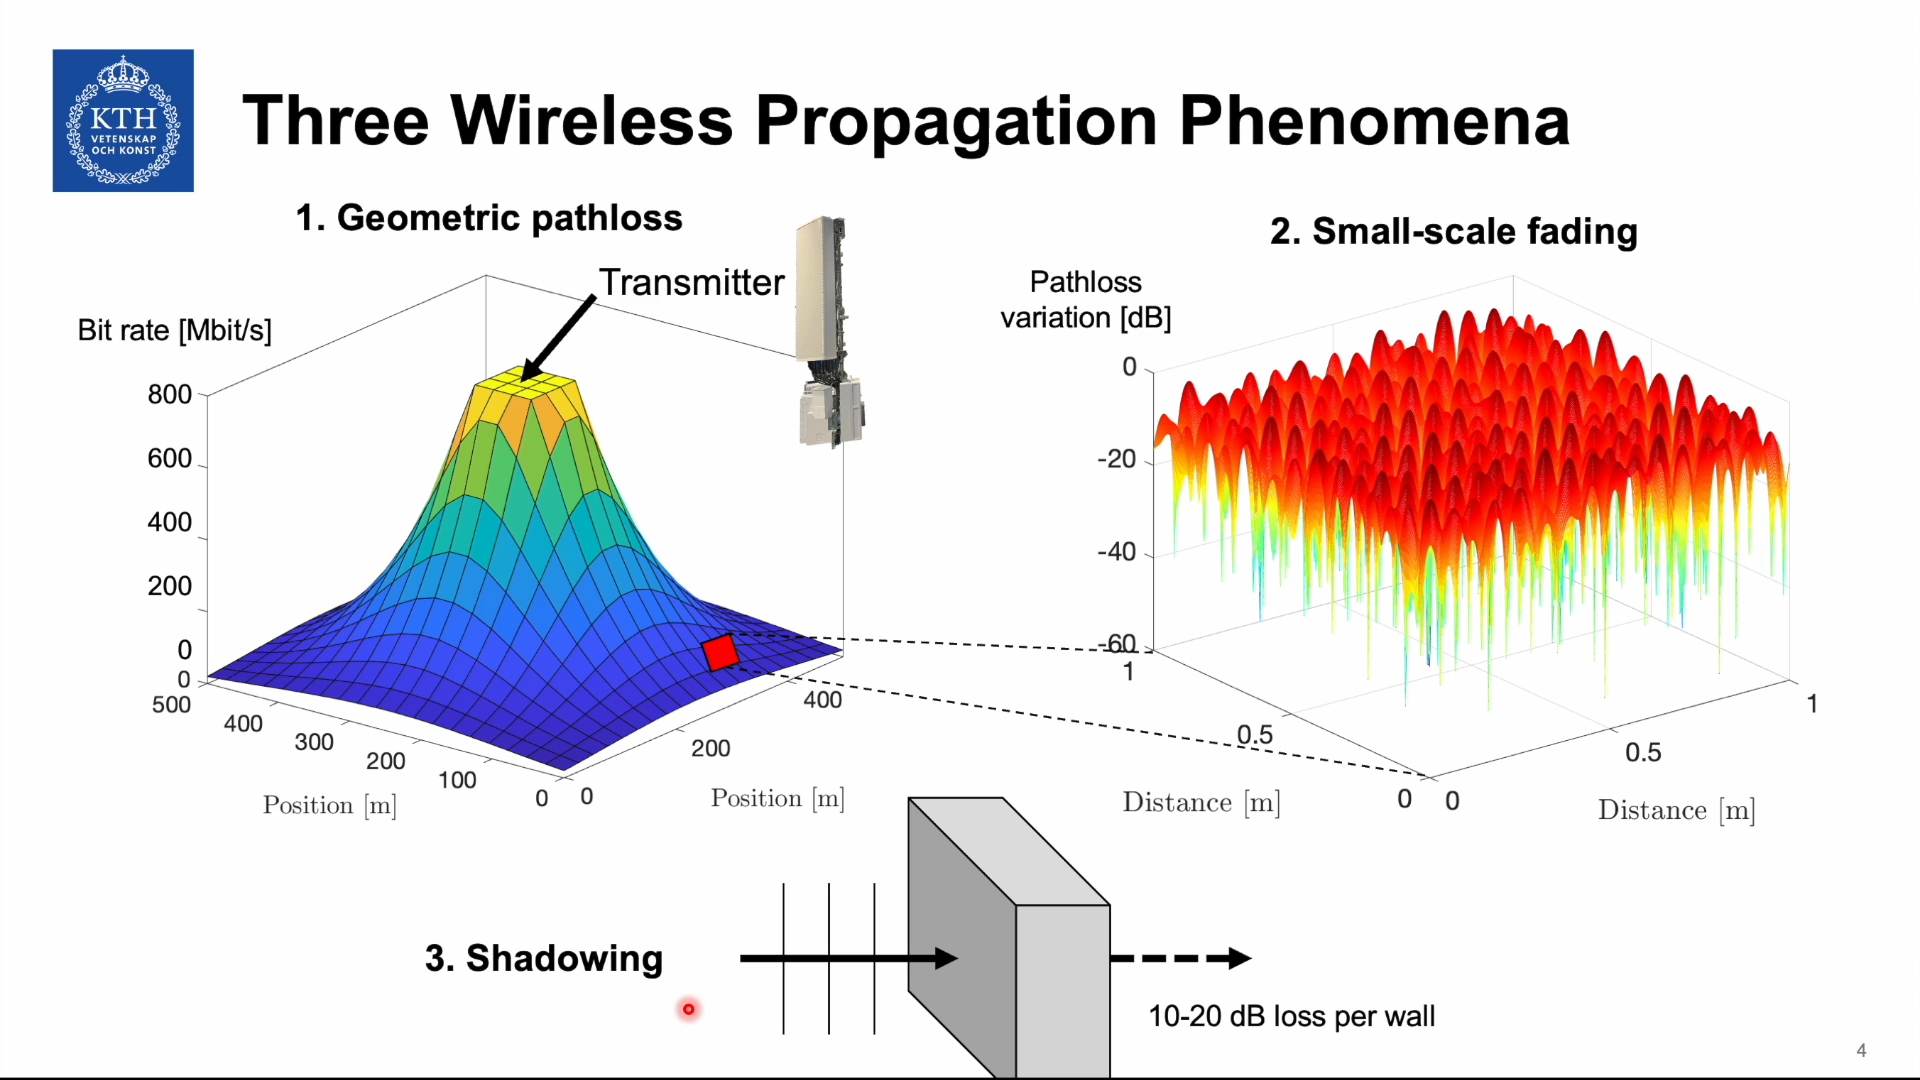 KTH
VETENSKAP
OCH KONST
Three Wireless Propagation Phenomena
1. Geometric pathloss
Transmitter
Bit rate [Mbit/s]
800
600
400
200
0
0
500
400
300
200
100
0
0
200
400
Position [m]
Position [m]
2. Small-scale fading
Pathloss
variation [dB]
0
-20
-40
-60
1
0.5
0
0
0.5
1
Distance [m]
Distance [m]
3. Shadowing
10-20 dB loss per wall
4